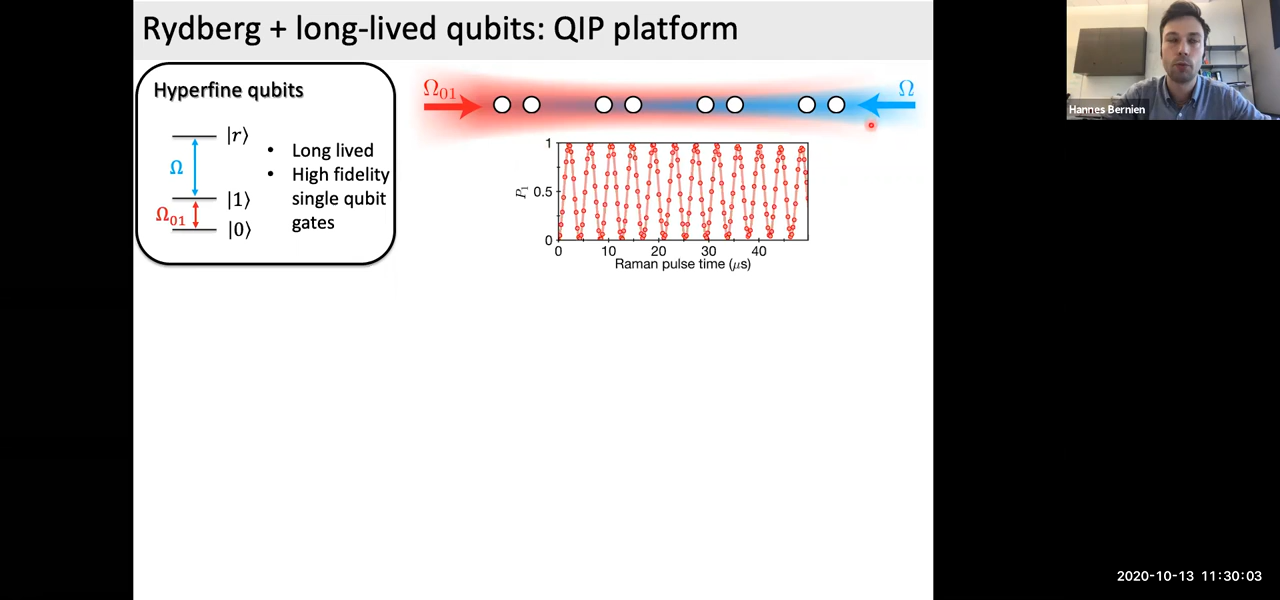 Rydberg + long-lived qubits: QIP platform
Hyperfine qubits
|r⟩
Ω
|1⟩
Ω01
|0⟩
• Long lived
• High fidelity
single qubit
gates
Ω01
Ω
1
P1
0.5
0
0 10 20 30 40
Raman pulse time (μs)
Hannes Bernien
2020-10-13 11:30:03